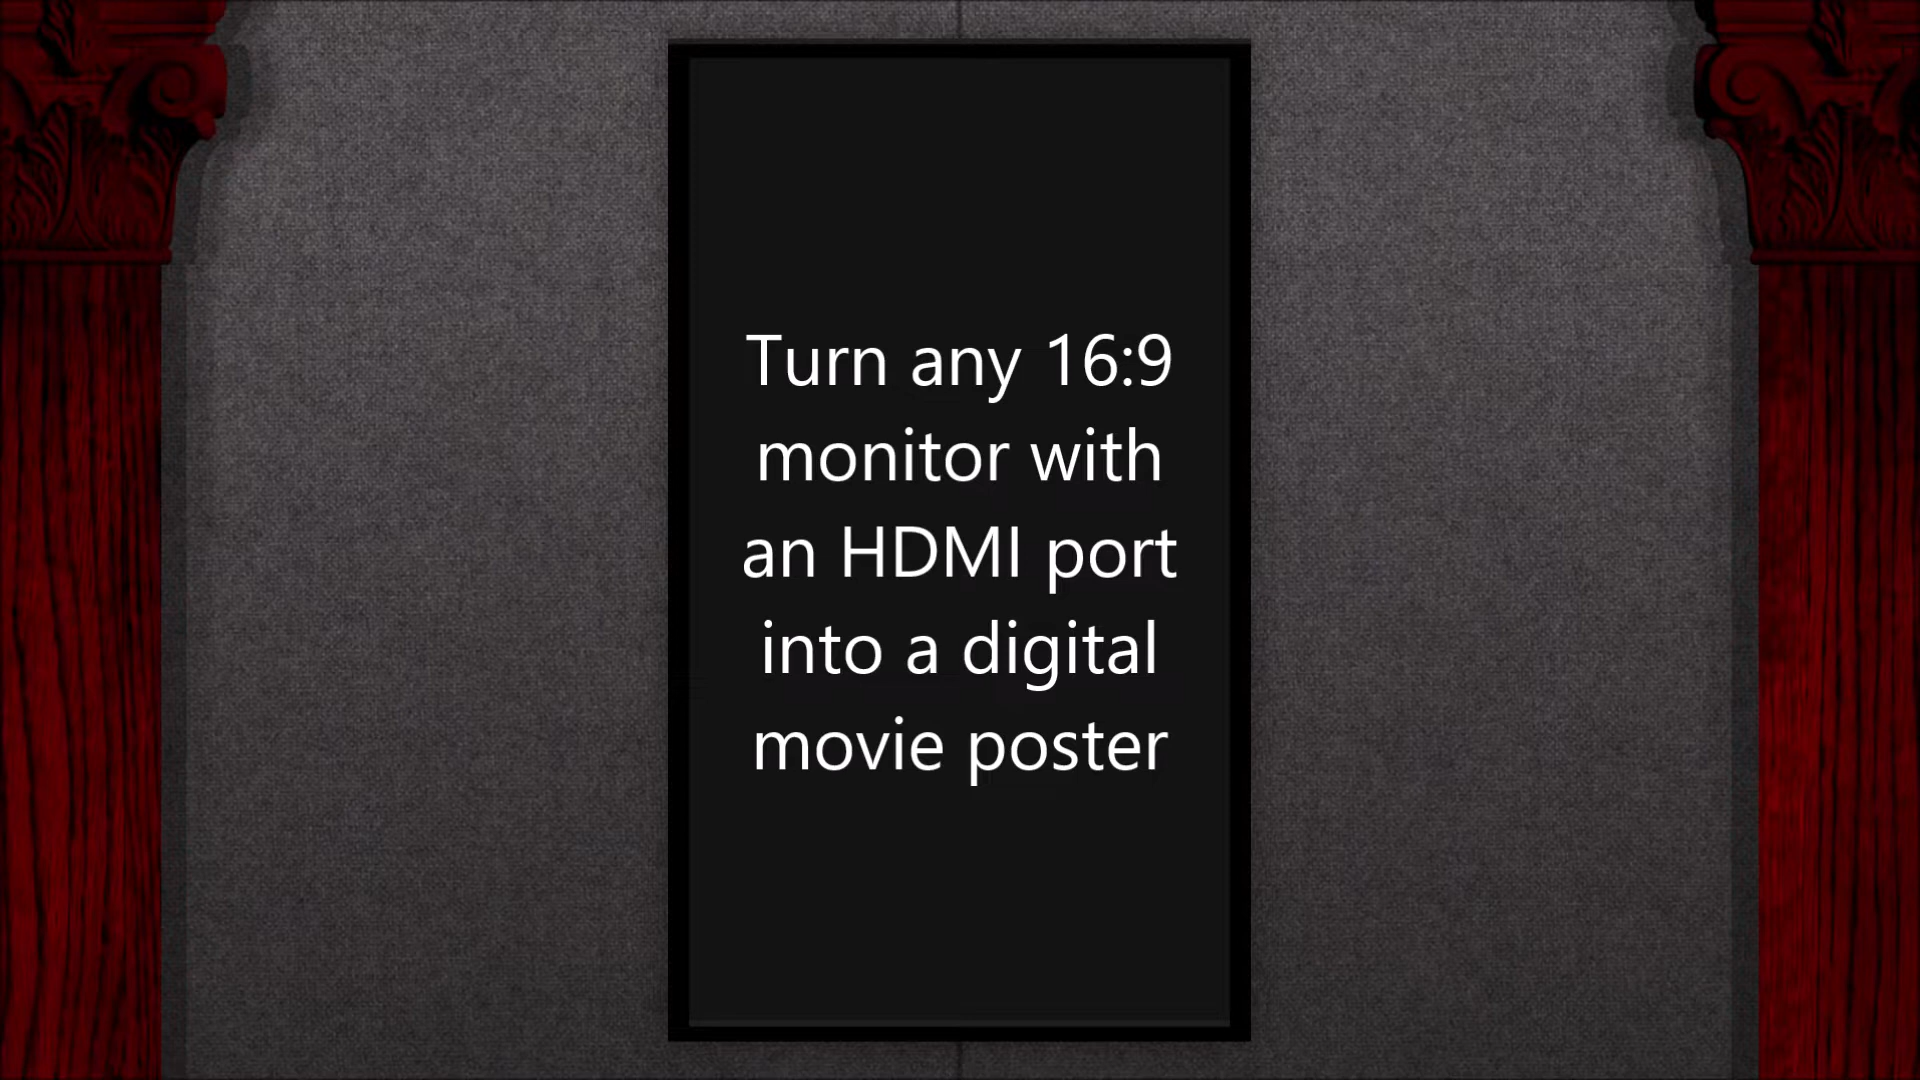 Turn any 16:9
monitor with
an HDMI port
into a digital
movie poster